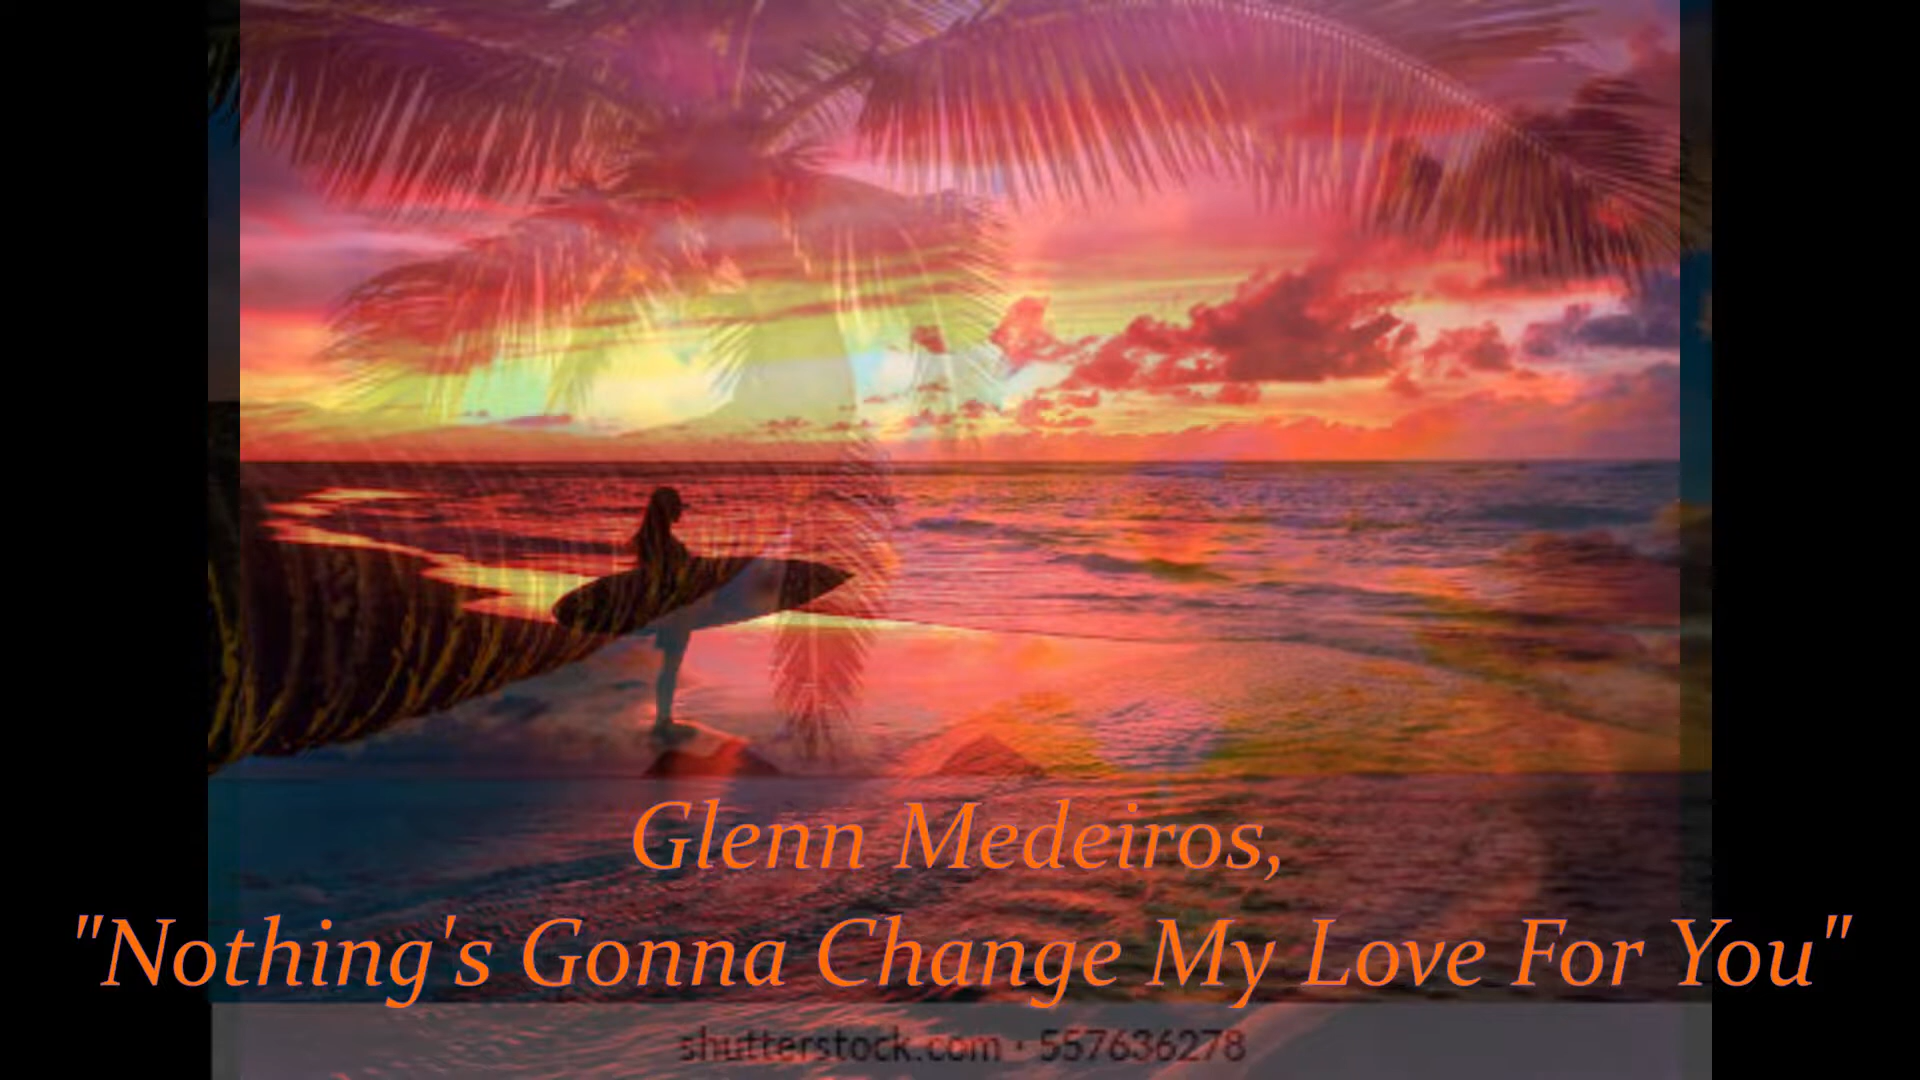 Glenn Medeiros,
"Nothing's Gonna Change My Love For You"
shutterstock.com · 557636278